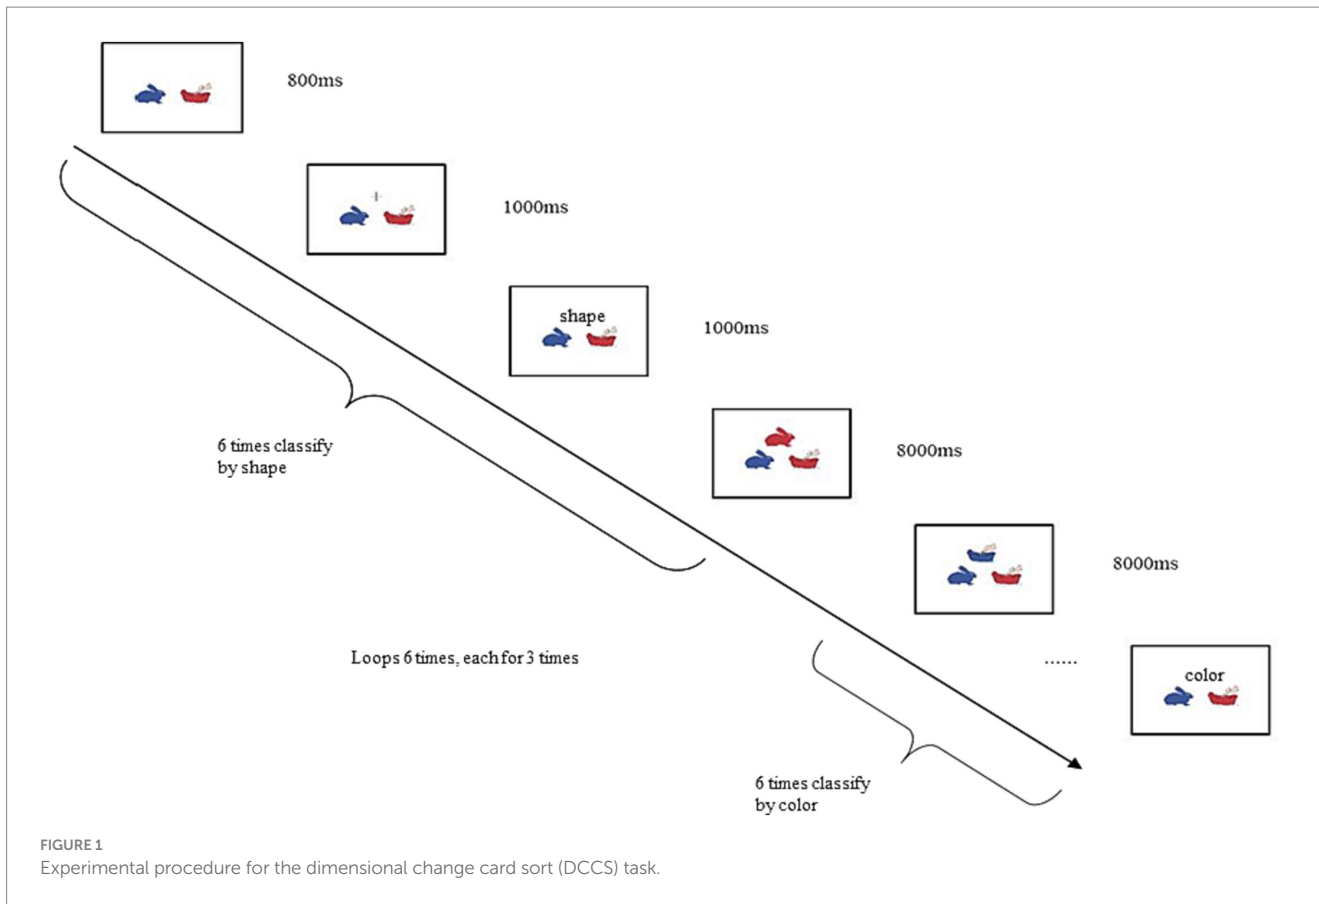 800ms
1000ms
shape
1000ms
8000ms
6 times classify
by shape
8000ms
Loops 6 times, each for 3 times
......
color
6 times classify
by color
FIGURE 1
Experimental procedure for the dimensional change card sort (DCCS) task.